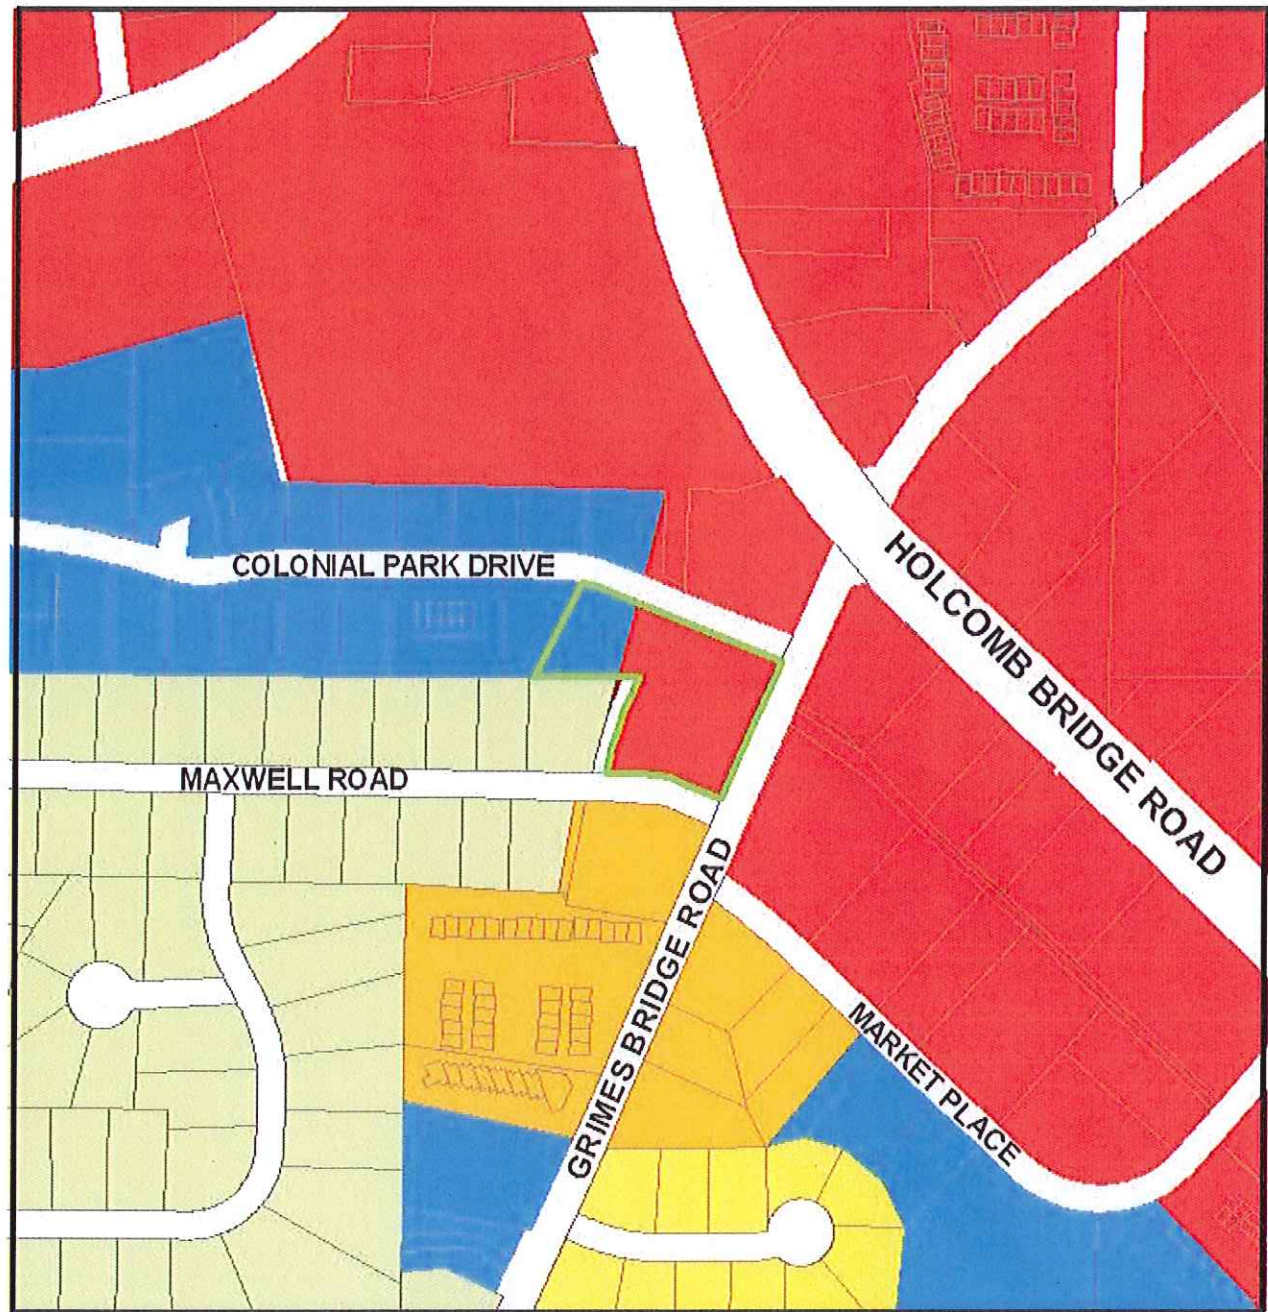 HOLCOMB BRIDGE ROAD
COLONIAL PARK DRIVE
MAXWELL ROAD
GRIMES BRIDGE ROAD
MARKET PLACE